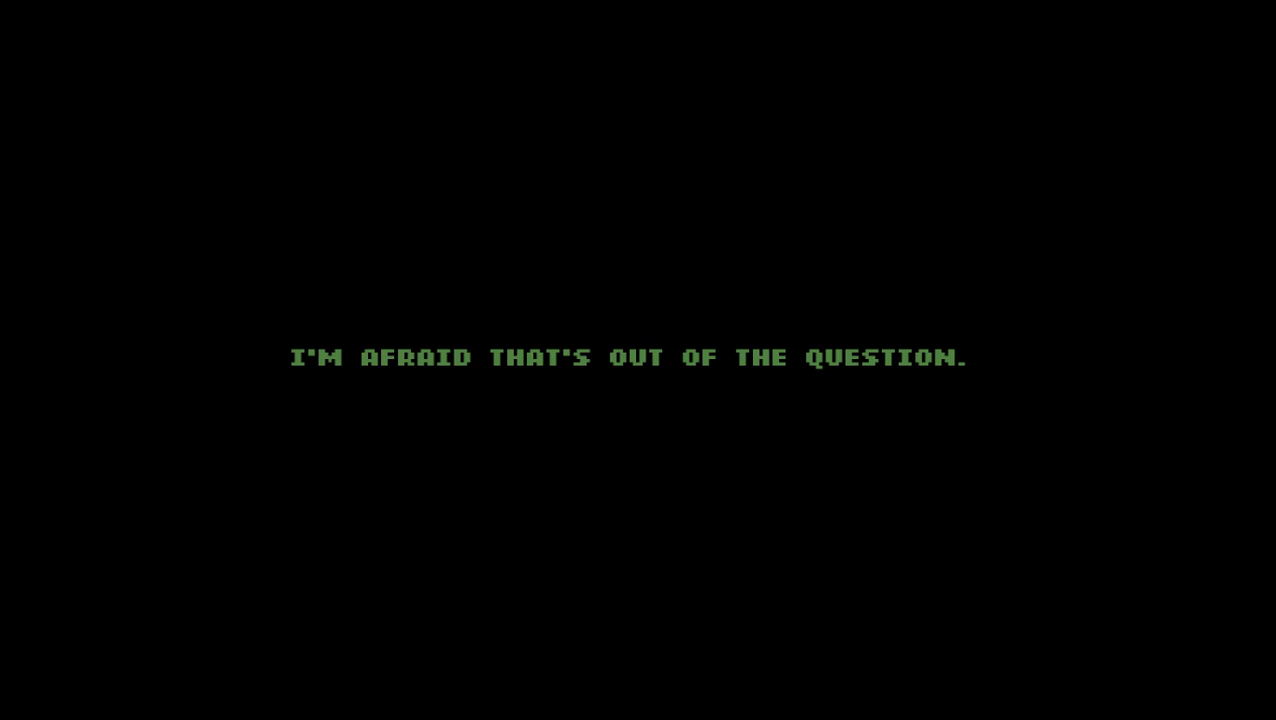 I'M AFRAID THAT'S OUT OF THE QUESTION.